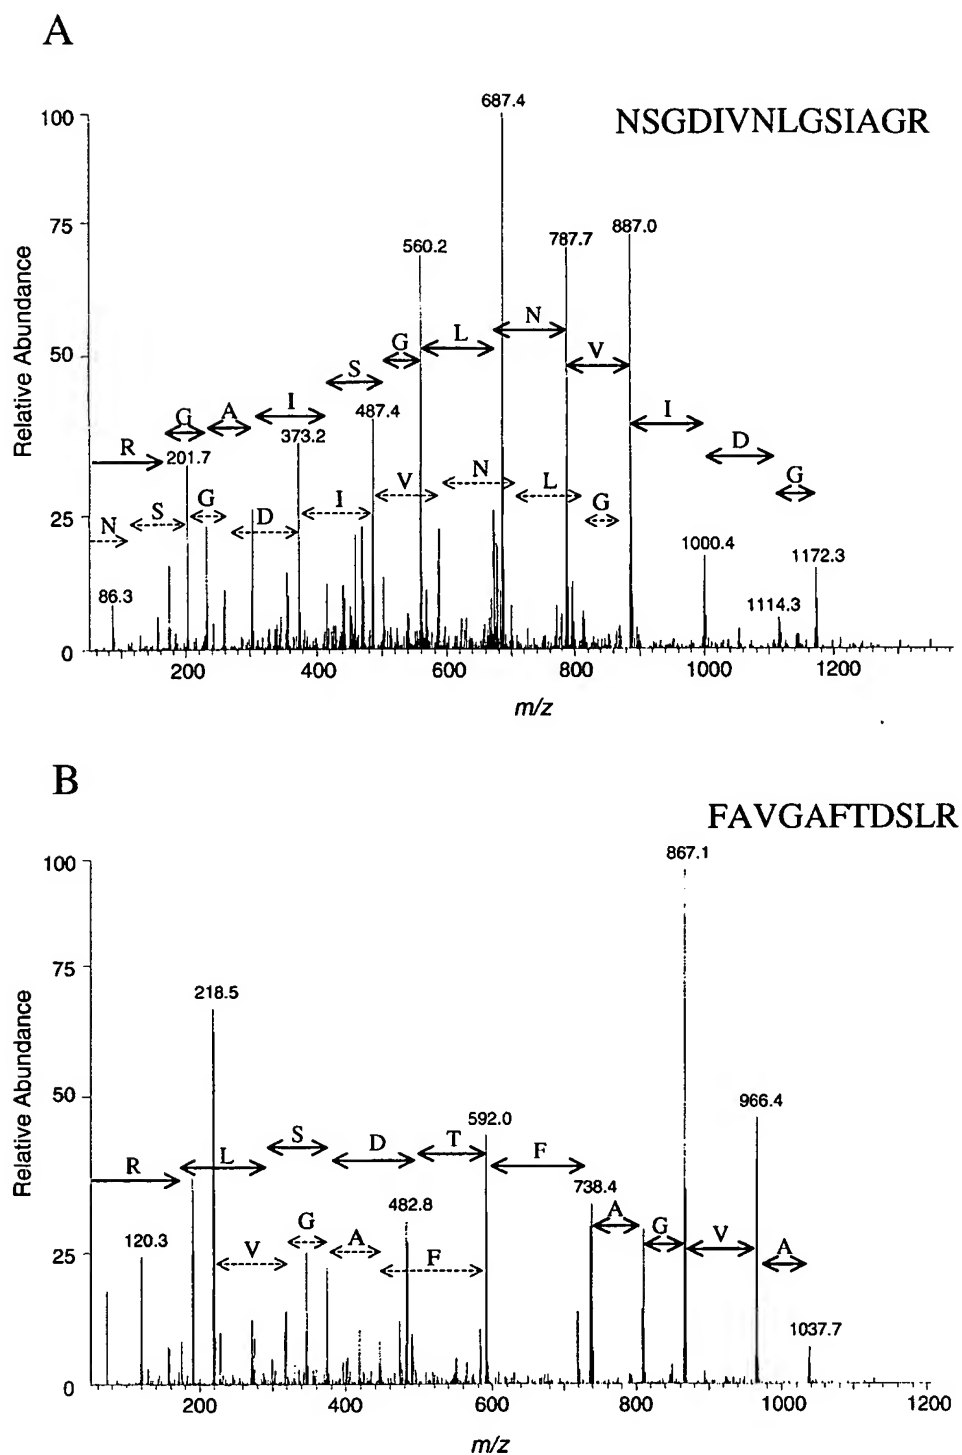 A
NSGDIVNLGSIAGR
Relative Abundance
100
75
50
25
0
687.4
887.0
787.7
560.2
N
L
V
G
S
I
487.4
I
A
G
373.2
D
R
201.7
G
N
V
L
G
S
G
I
D
N
1000.4
1172.3
86.3
1114.3
200 400 600 800 1000 1200
m/z
B
FAVGAFTDSLR
Relative Abundance
100
75
50
25
0
867.1
218.5
966.4
592.0
S
D
T
F
R
L
738.4
482.8
A
G
V
A
120.3
G
V
A
F
1037.7
200 400 600 800 1000 1200
m/z